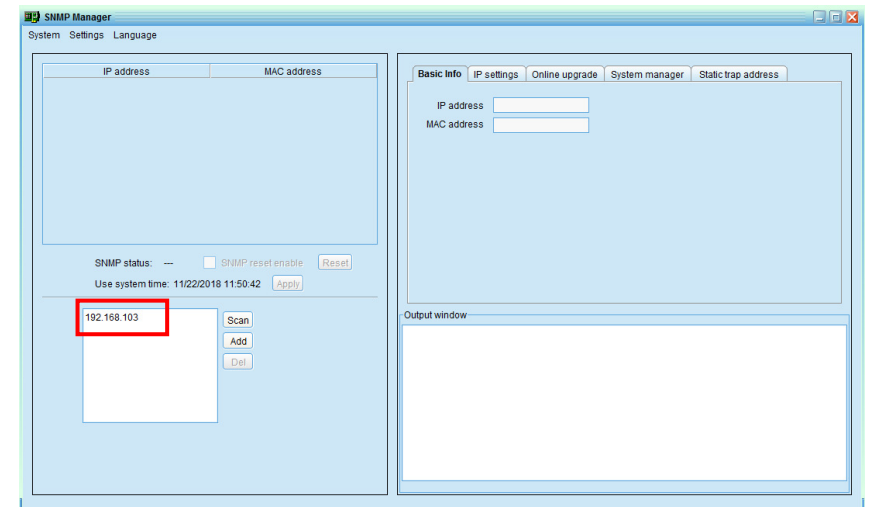 SNMP Manager
System Settings Language
IP address MAC address
SNMP status: --- SNMP reset enable Reset
Use system time: 11/22/2018 11:50:42 Apply
192.168.103
Scan
Add
Del
Basic Info IP settings Online upgrade System manager Static trap address
IP address
MAC address
Output window